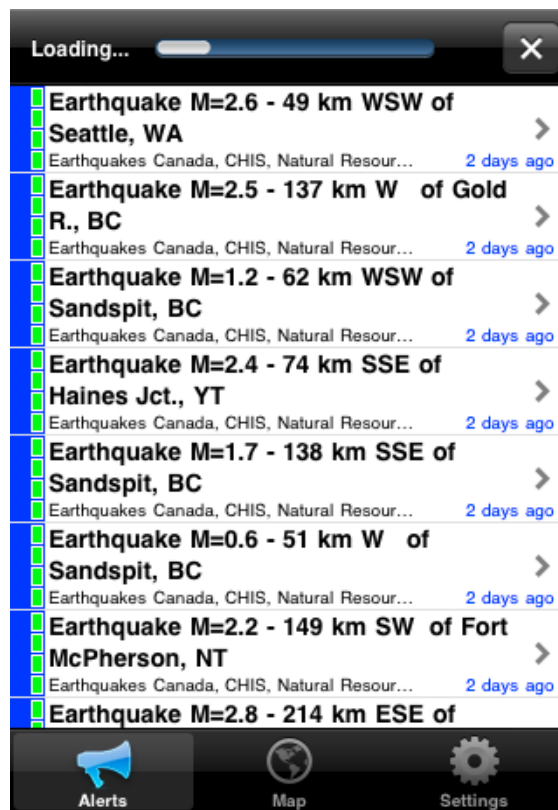 Loading...
Earthquake M=2.6 - 49 km WSW of
Seattle, WA
Earthquakes Canada, CHIS, Natural Resour... 2 days ago
Earthquake M=2.5 - 137 km W   of Gold
R., BC
Earthquakes Canada, CHIS, Natural Resour... 2 days ago
Earthquake M=1.2 - 62 km WSW of
Sandspit, BC
Earthquakes Canada, CHIS, Natural Resour... 2 days ago
Earthquake M=2.4 - 74 km SSE of
Haines Jct., YT
Earthquakes Canada, CHIS, Natural Resour... 2 days ago
Earthquake M=1.7 - 138 km SSE of
Sandspit, BC
Earthquakes Canada, CHIS, Natural Resour... 2 days ago
Earthquake M=0.6 - 51 km W   of
Sandspit, BC
Earthquakes Canada, CHIS, Natural Resour... 2 days ago
Earthquake M=2.2 - 149 km SW  of Fort
McPherson, NT
Earthquakes Canada, CHIS, Natural Resour... 2 days ago
Earthquake M=2.8 - 214 km ESE of
Alerts Map Settings